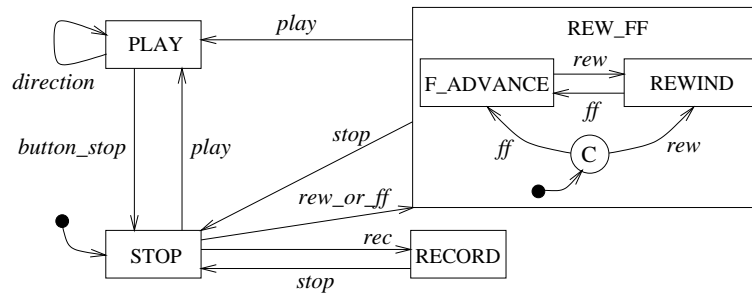 PLAY
play
REW_FF
direction
F_ADVANCE
rew
REWIND
ff
button_stop
play
stop
ff
C
rew
rew_or_ff
STOP
rec
RECORD
stop